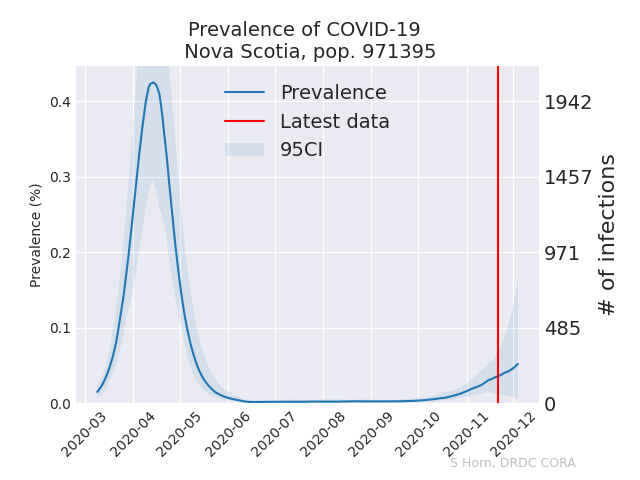 Prevalence of COVID-19
Nova Scotia, pop. 971395
Prevalence
Latest data
95CI
Prevalence (%)
0.4
0.3
0.2
0.1
0.0
1942
1457
971
485
0
# of infections
2020-03
2020-04
2020-05
2020-06
2020-07
2020-08
2020-09
2020-10
2020-11
2020-12
S Horn, DRDC CORA